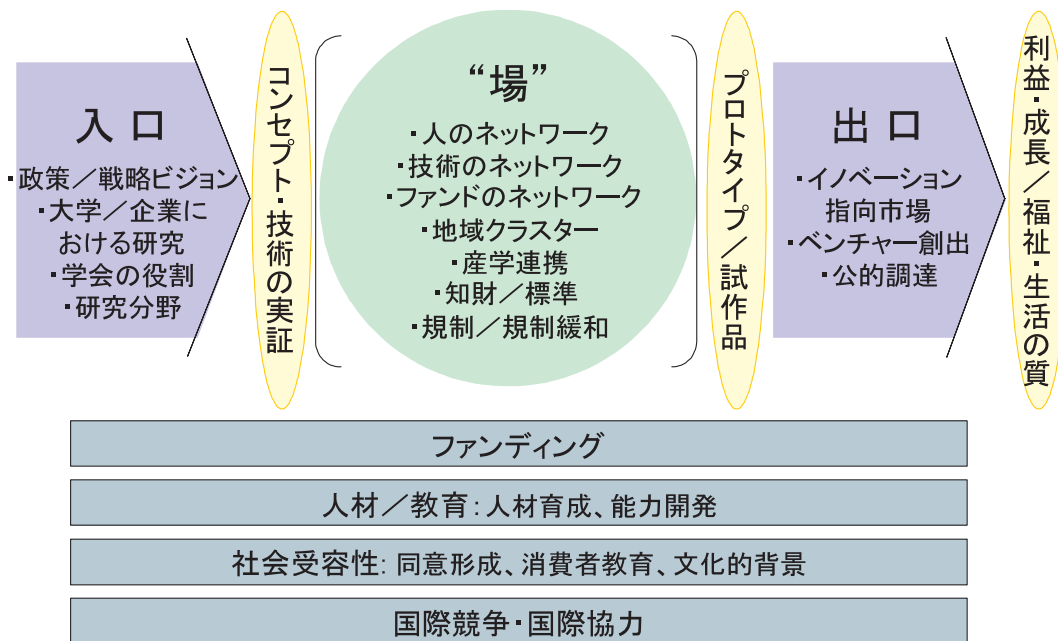 入 口
・政策／戦略ビジョン
・大学／企業に
おける研究
・学会の役割
・研究分野
コンセプト・技術の実証
“場”
・人のネットワーク
・技術のネットワーク
・ファンドのネットワーク
・地域クラスター
・産学連携
・知財／標準
・規制／規制緩和
プロトタイプ／試作品
出 口
・イノベーション
指向市場
・ベンチャー創出
・公的調達
利益・成長／福祉・生活の質
ファンディング
人材／教育：人材育成、能力開発
社会受容性：同意形成、消費者教育、文化的背景
国際競争・国際協力